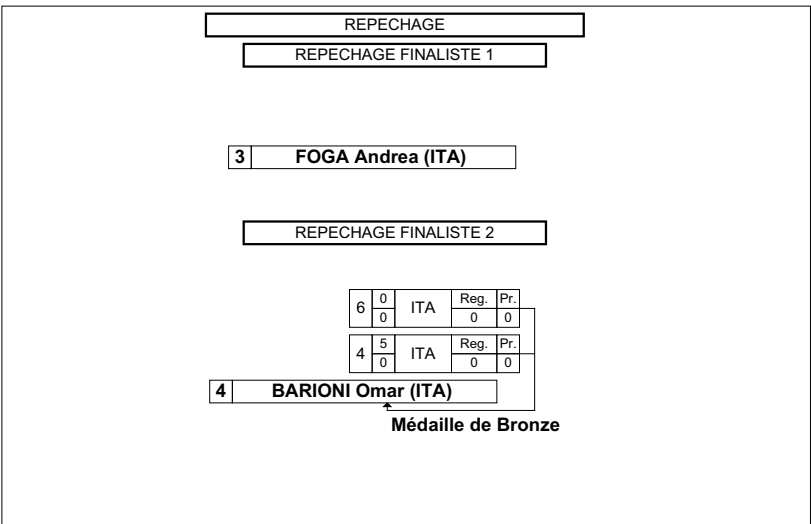 REPECHAGE
REPECHAGE FINALISTE 1
3 FOGA Andrea (ITA)
REPECHAGE FINALISTE 2
6 0 ITA Reg. Pr.
0 0 0
4 5 ITA Reg. Pr.
0 0 0
4 BARIONI Omar (ITA)
Médaille de Bronze